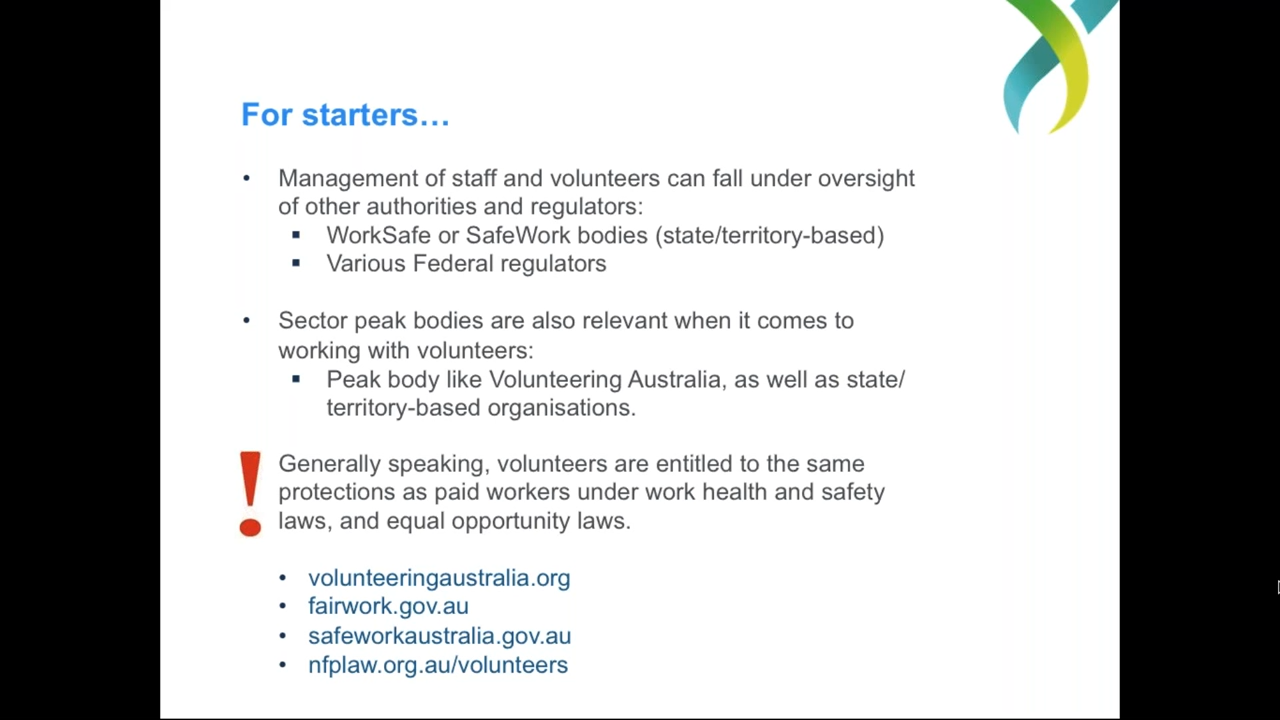 For starters…
• Management of staff and volunteers can fall under oversight
of other authorities and regulators:
▪ WorkSafe or SafeWork bodies (state/territory-based)
▪ Various Federal regulators
• Sector peak bodies are also relevant when it comes to
working with volunteers:
▪ Peak body like Volunteering Australia, as well as state/
territory-based organisations.
! Generally speaking, volunteers are entitled to the same
protections as paid workers under work health and safety
laws, and equal opportunity laws.
• volunteeringaustralia.org
• fairwork.gov.au
• safeworkaustralia.gov.au
• nfplaw.org.au/volunteers